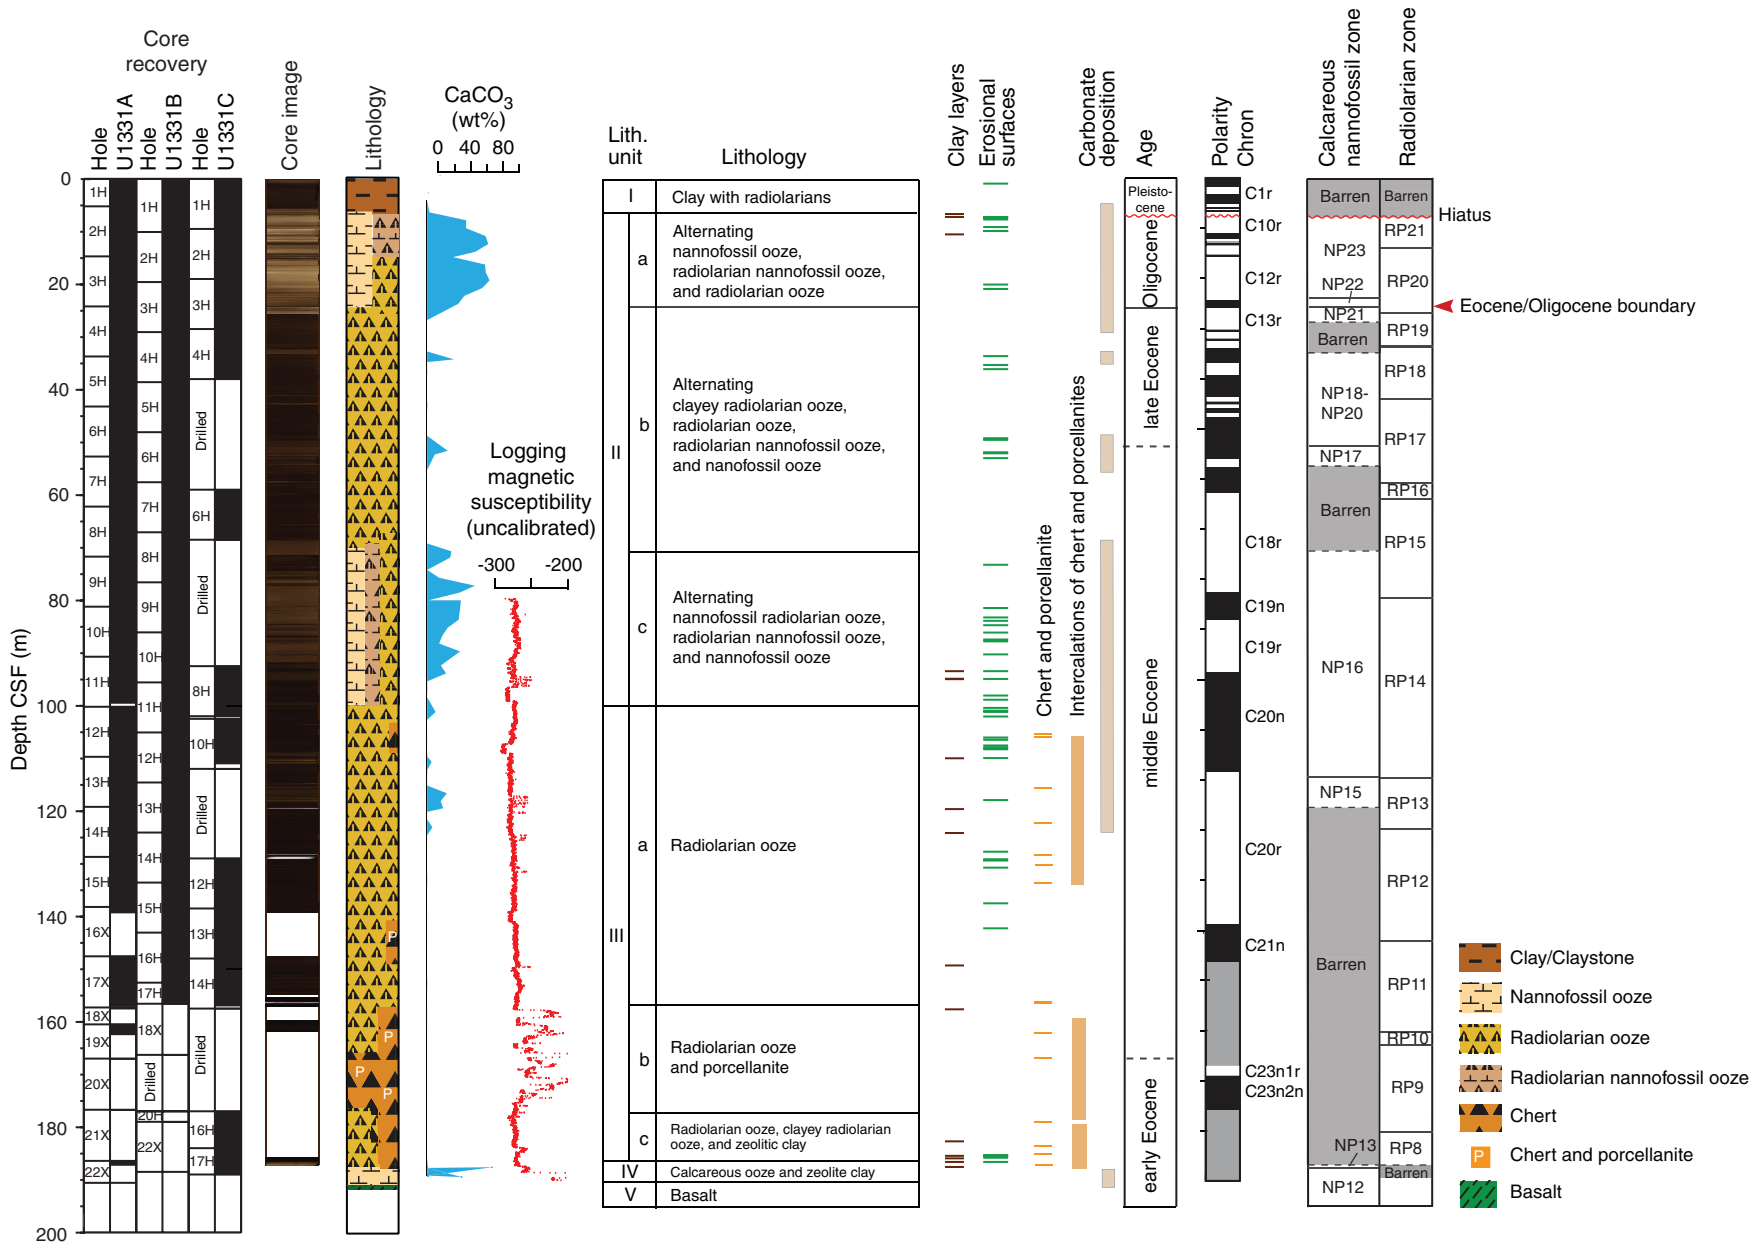 Core
recovery
Hole
U1331A
Hole
U1331B
Hole
U1331C
Core image
Lithology
CaCO3
(wt%)
0 40 80
Lith.
unit
Lithology
Clay layers
Erosional
surfaces
Chert and porcellanite
Intercalations of chert and porcellanites
Carbonate
deposition
Age
Polarity
Chron
Calcareous
nannofossil zone
Radiolarian zone
Depth CSF (m)
0
20
40
60
80
100
120
140
160
180
200
1H
2H
3H
4H
5H
6H
7H
8H
9H
10H
11H
12H
13H
14H
15H
16X
17X
18X
19X
20X
21X
22X
1H
2H
3H
4H
5H
6H
7H
8H
9H
10H
11H
12H
13H
14H
15H
16H
17H
18X
Drilled
20H
22X
1H
2H
3H
4H
Drilled
6H
Drilled
8H
10H
Drilled
12H
13H
14H
Drilled
16H
17H
P
P
P
P
Logging
magnetic
susceptibility
(uncalibrated)
-300 -200
I
Clay with radiolarians
II
a
Alternating
nannofossil ooze,
radiolarian nannofossil ooze,
and radiolarian ooze
b
Alternating
clayey radiolarian ooze,
radiolarian ooze,
radiolarian nannofossil ooze,
and nanofossil ooze
c
Alternating
nannofossil radiolarian ooze,
radiolarian nannofossil ooze,
and nannofossil ooze
III
a
Radiolarian ooze
b
Radiolarian ooze
and porcellanite
c
Radiolarian ooze, clayey radiolarian
ooze, and zeolitic clay
IV
Calcareous ooze and zeolite clay
V
Basalt
Pleisto-
cene
Oligocene
late Eocene
middle Eocene
early Eocene
C1r
C10r
C12r
C13r
C18r
C19n
C19r
C20n
C20r
C21n
C23n1r
C23n2n
Barren
NP23
NP22
NP21
Barren
NP18-
NP20
NP17
Barren
NP16
NP15
Barren
NP13
NP12
Barren
RP21
RP20
RP19
RP18
RP17
RP16
RP15
RP14
RP13
RP12
RP11
RP10
RP9
RP8
Barren
Hiatus
Eocene/Oligocene boundary
Clay/Claystone
Nannofossil ooze
Radiolarian ooze
Radiolarian nannofossil ooze
Chert
P
Chert and porcellanite
Basalt